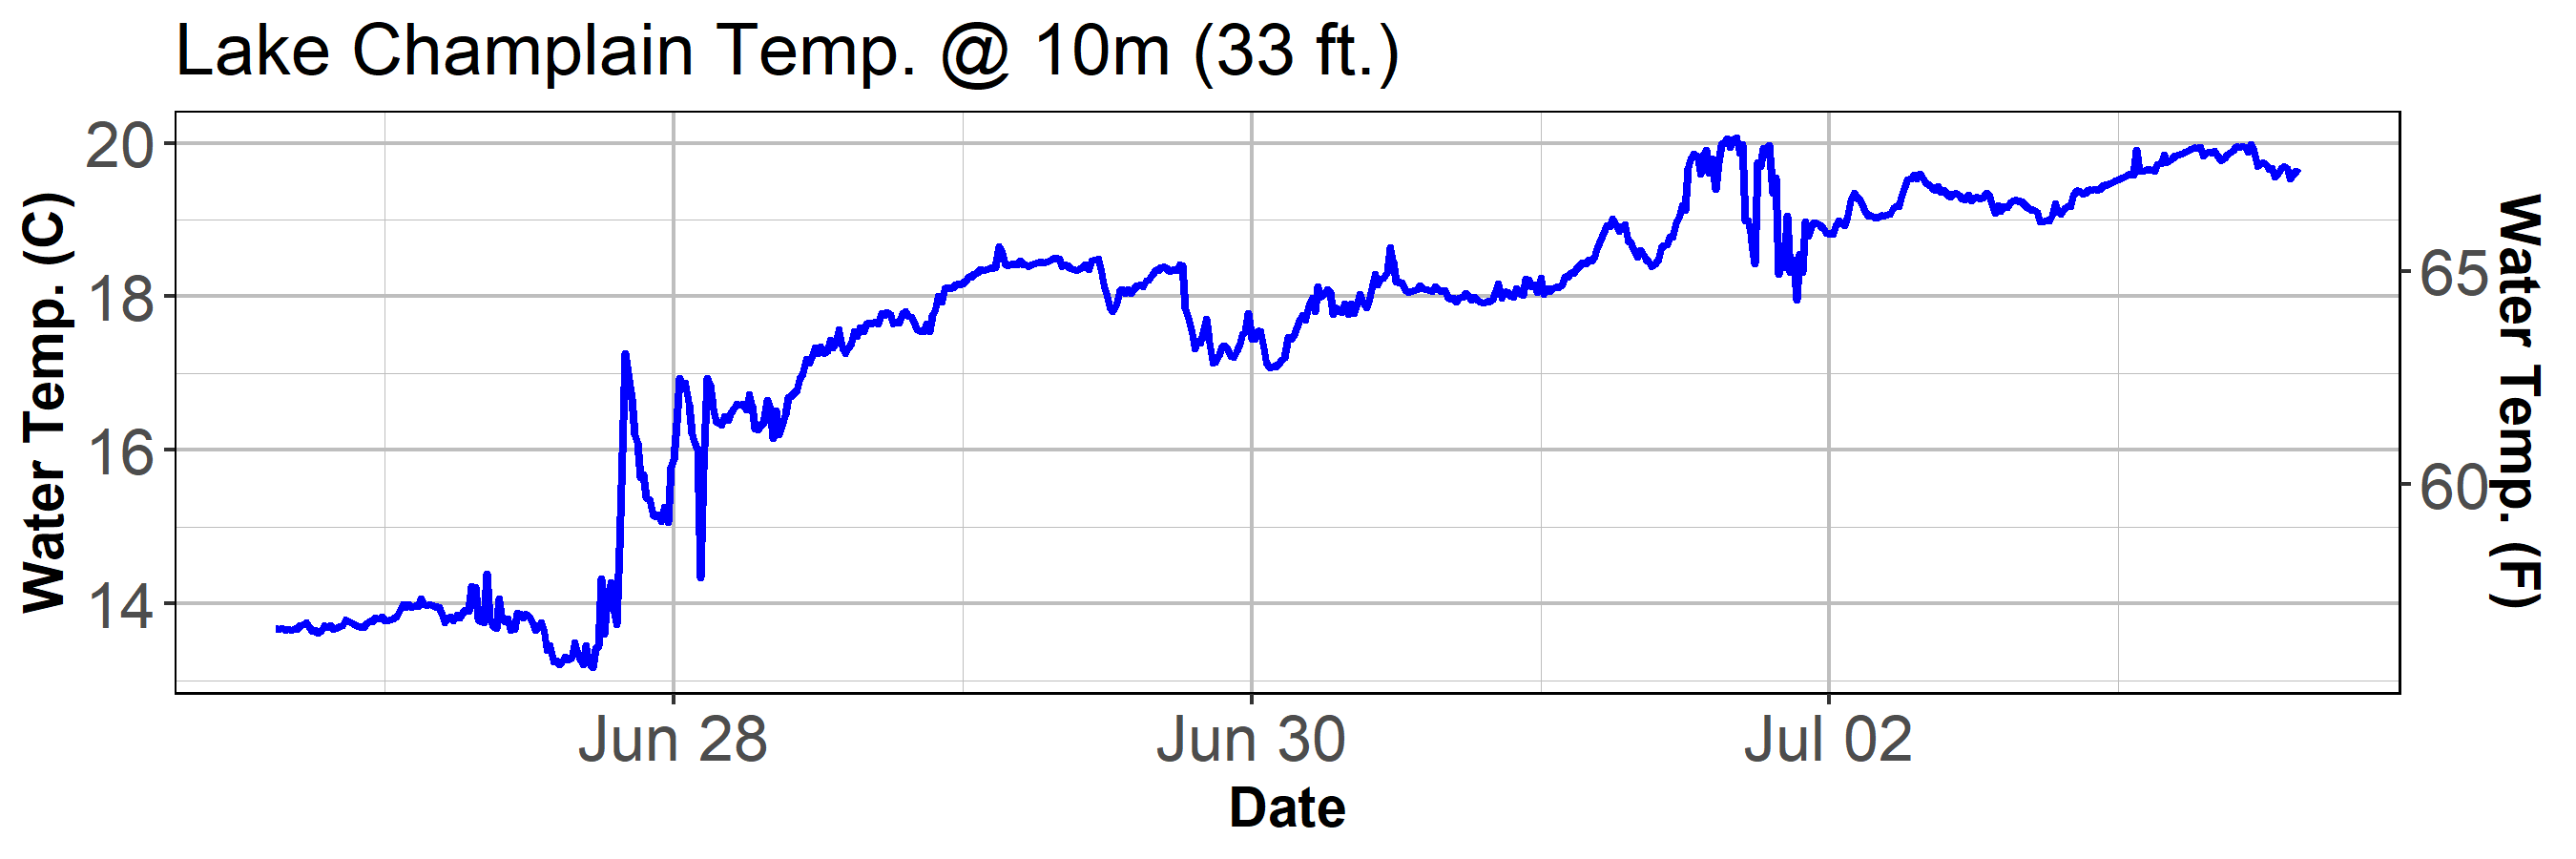 Lake Champlain Temp. @ 10m (33 ft.)
Water Temp. (C)
20
18
16
14
65
60
Water Temp. (F)
Jun 28
Jun 30
Jul 02
Date